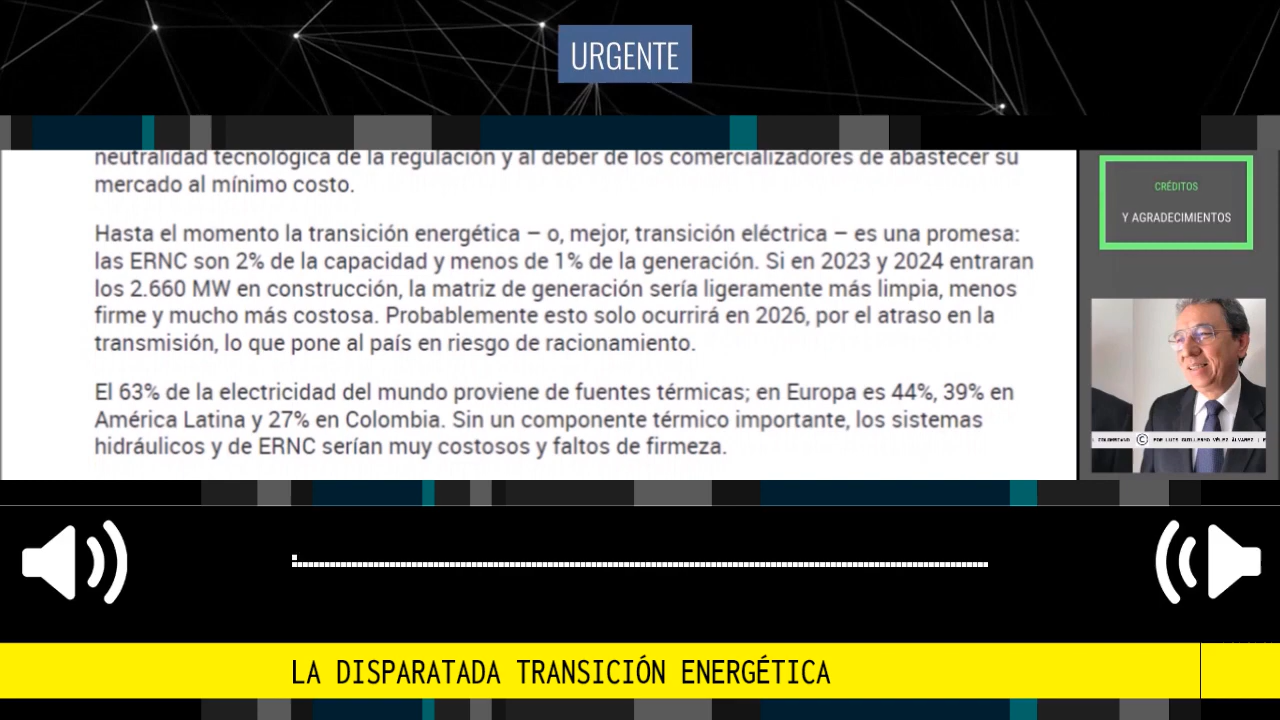 URGENTE
neutralidad tecnológica de la regulación y al deber de los comercializadores de abastecer su
mercado al mínimo costo.
Hasta el momento la transición energética – o, mejor, transición eléctrica – es una promesa:
las ERNC son 2% de la capacidad y menos de 1% de la generación. Si en 2023 y 2024 entraran
los 2.660 MW en construcción, la matriz de generación sería ligeramente más limpia, menos
firme y mucho más costosa. Probablemente esto solo ocurrirá en 2026, por el atraso en la
transmisión, lo que pone al país en riesgo de racionamiento.
El 63% de la electricidad del mundo proviene de fuentes térmicas; en Europa es 44%, 39% en
América Latina y 27% en Colombia. Sin un componente térmico importante, los sistemas
hidráulicos y de ERNC serían muy costosos y faltos de firmeza.
CRÉDITOS
Y AGRADECIMIENTOS
COLOMBIANO © POR LUIS GUILLERMO VÉLEZ ÁLVAREZ |
LA DISPARATADA TRANSICIÓN ENERGÉTICA